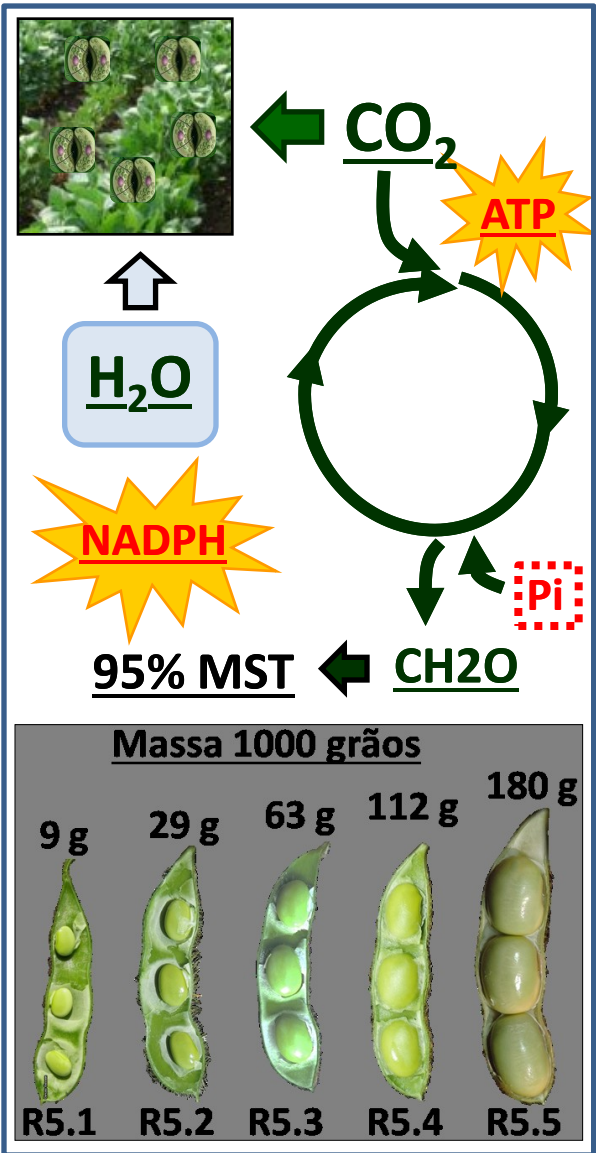 CO₂
ATP
H₂O
NADPH
Pi
95% MST
CH2O
Massa 1000 grãos
9 g
29 g
63 g
112 g
180 g
R5.1
R5.2
R5.3
R5.4
R5.5